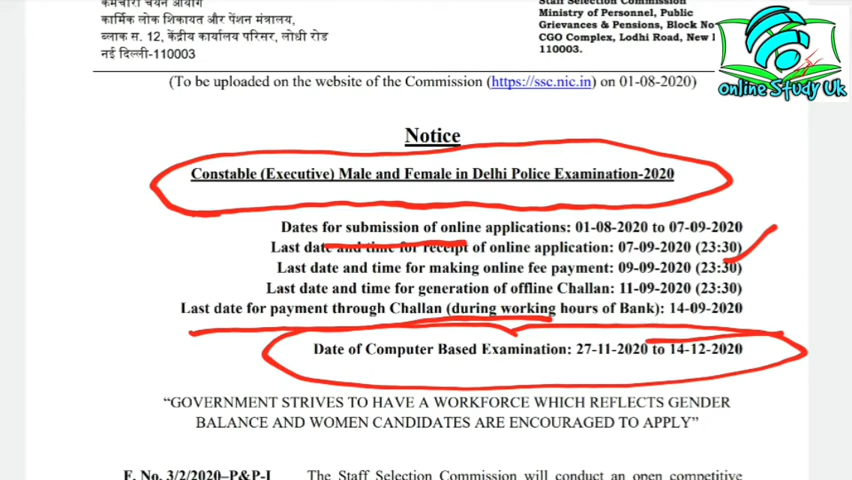 कर्मचारी चयन आयोग
कार्मिक लोक शिकायत और पेंशन मंत्रालय,
ब्लाक स. 12, केंद्रीय कार्यालय परिसर, लोधी रोड
नई दिल्ली-110003
Staff Selection Commission
Ministry of Personnel, Public
Grievances & Pensions, Block No
CGO Complex, Lodhi Road, New
110003.
Online Study Uk
(To be uploaded on the website of the Commission (https://ssc.nic.in) on 01-08-2020)
Notice
Constable (Executive) Male and Female in Delhi Police Examination-2020
Dates for submission of online applications: 01-08-2020 to 07-09-2020
Last date and time for receipt of online application: 07-09-2020 (23:30)
Last date and time for making online fee payment: 09-09-2020 (23:30)
Last date and time for generation of offline Challan: 11-09-2020 (23:30)
Last date for payment through Challan (during working hours of Bank): 14-09-2020
Date of Computer Based Examination: 27-11-2020 to 14-12-2020
“GOVERNMENT STRIVES TO HAVE A WORKFORCE WHICH REFLECTS GENDER
BALANCE AND WOMEN CANDIDATES ARE ENCOURAGED TO APPLY”
F. No. 3/2/2020–P&P-I The Staff Selection Commission will conduct an open competitive